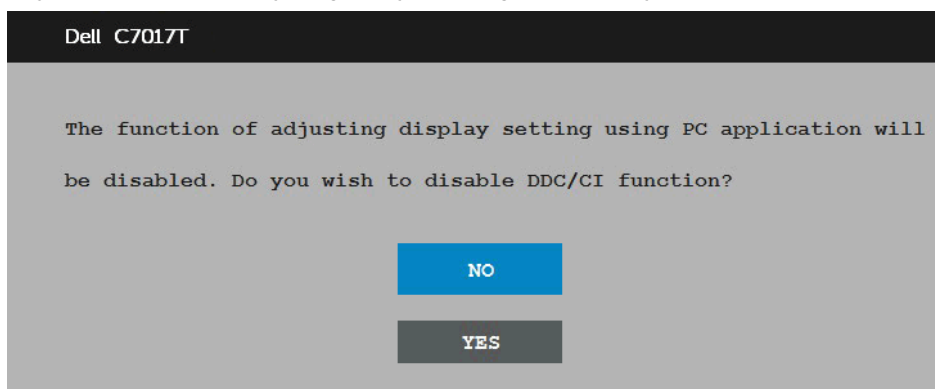 Dell C7017T
The function of adjusting display setting using PC application will
be disabled. Do you wish to disable DDC/CI function?
NO
YES